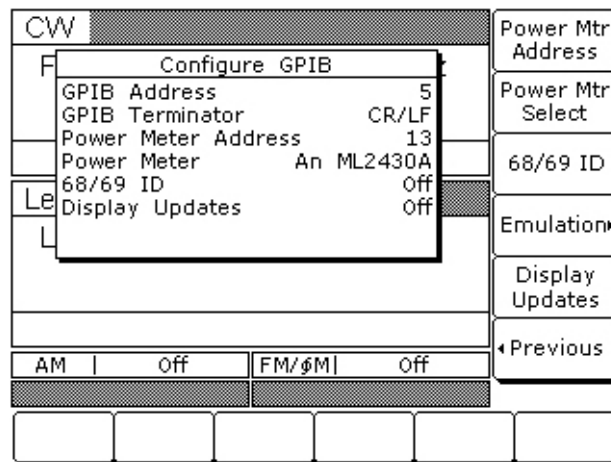 CW
F
Configure GPIB
GPIB Address 5
GPIB Terminator CR/LF
Power Meter Address 13
Power Meter An ML2430A
68/69 ID Off
Display Updates Off
Le
L
AM | Off FM/ϕM| Off
Power Mtr
Address
Power Mtr
Select
68/69 ID
Emulation
Display
Updates
Previous